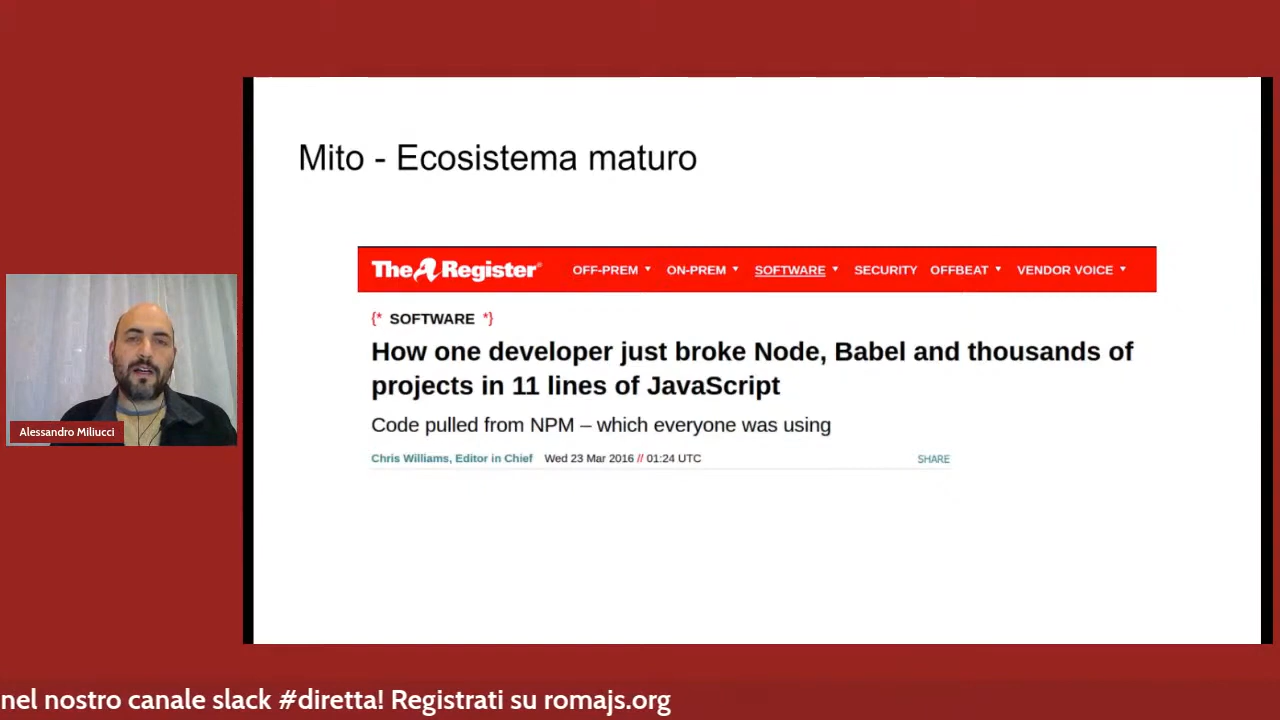 Mito - Ecosistema maturo
The Register®
OFF-PREM ON-PREM SOFTWARE SECURITY OFFBEAT VENDOR VOICE
{* SOFTWARE *}
How one developer just broke Node, Babel and thousands of
projects in 11 lines of JavaScript
Code pulled from NPM – which everyone was using
Chris Williams, Editor in Chief Wed 23 Mar 2016 // 01:24 UTC SHARE
Alessandro Miliucci
nel nostro canale slack #diretta! Registrati su romajs.org